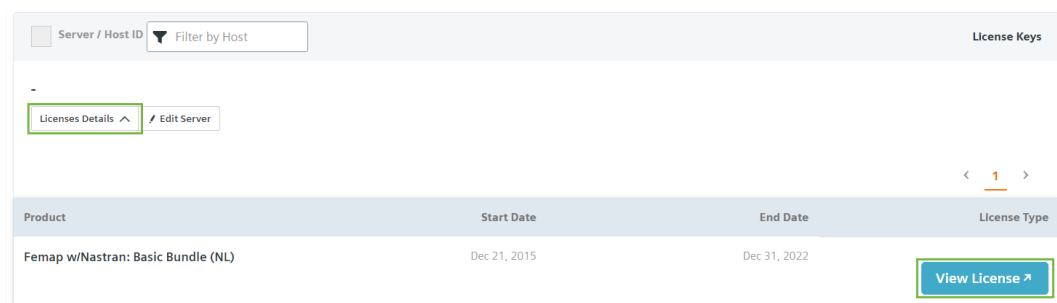 Server / Host ID Filter by Host License Keys
-
Licenses Details Edit Server
< 1 >
Product Start Date End Date License Type
Femap w/Nastran: Basic Bundle (NL) Dec 21, 2015 Dec 31, 2022
View License